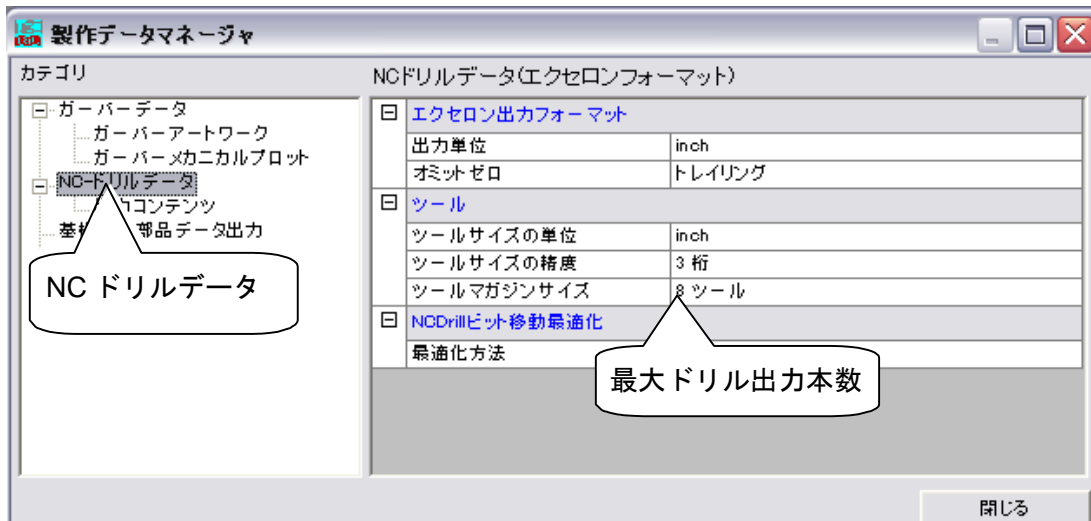 製作データマネージャ
カテゴリ
NCドリルデータ(エクセロンフォーマット)
ガーバーデータ
ガーバーアートワーク
ガーバーメカニカルプロット
NC-ドリルデータ
コンテンツ
部品データ出力
エクセロン出力フォーマット
出力単位 inch
オミットゼロ トレイリング
ツール
ツールサイズの単位 inch
ツールサイズの精度 3 桁
ツールマガジンサイズ 8 ツール
NCDrillビット移動最適化
最適化方法
NC ドリルデータ
最大ドリル出力本数
閉じる